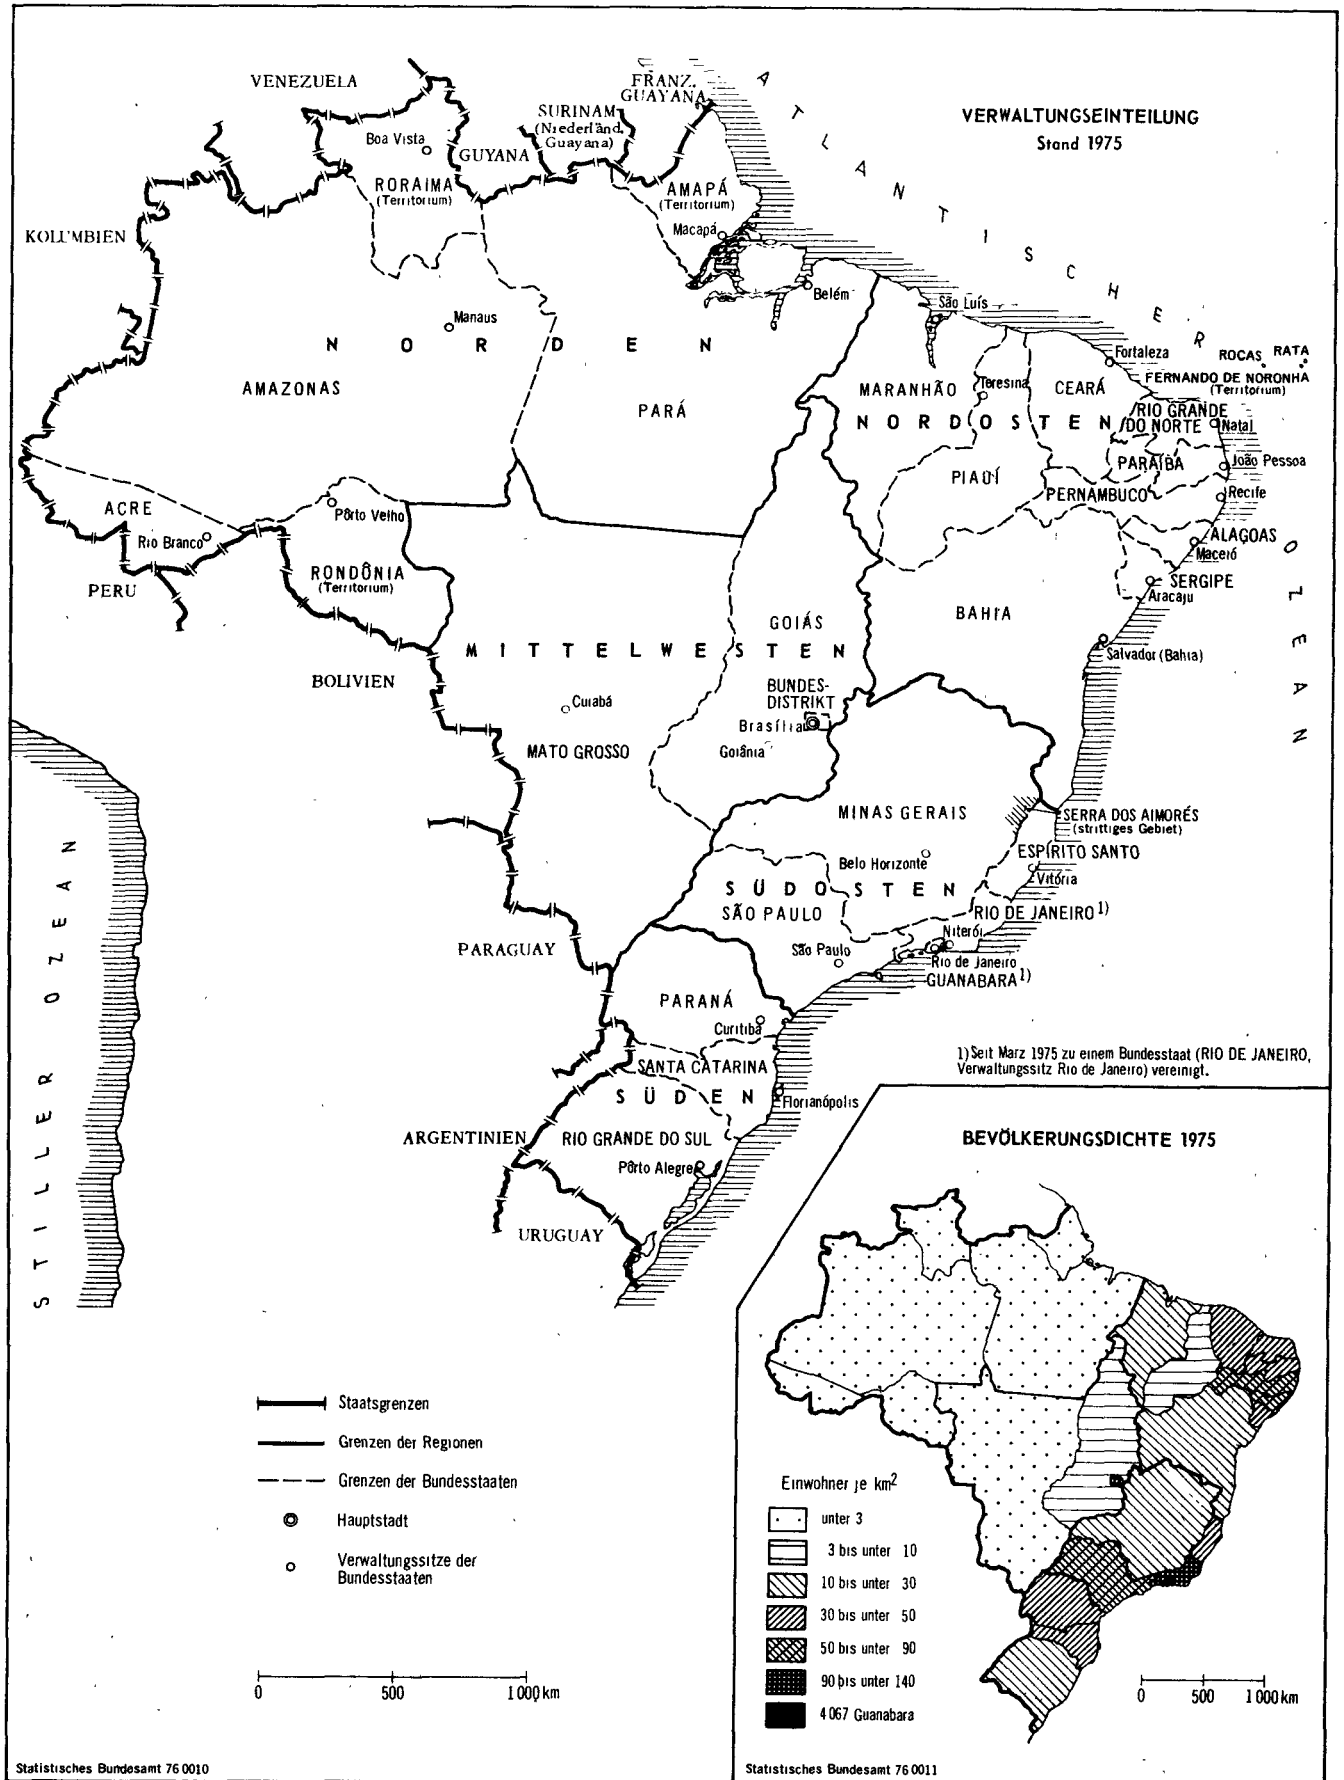 VERWALTUNGSEINTEILUNG
Stand 1975
ATLANTISCHER OZEAN
STILLER OZEAN
VENEZUELA
FRANZ.
GUAYANA
SURINAM
(Niederländ.
Guayana)
GUYANA
KOLUMBIEN
PERU
BOLIVIEN
PARAGUAY
ARGENTINIEN
URUGUAY
Boa Vista
RORAIMA
(Territorium)
AMAPÁ
(Territorium)
Macapá
Belém
Manaus
NORDEN
AMAZONAS
PARÁ
ACRE
Rio Branco
Pôrto Velho
RONDÔNIA
(Territorium)
São Luís
MARANHÃO
Teresina
CEARÁ
Fortaleza
ROCAS
RATA
FERNANDO DE NORONHA
(Territorium)
NORDOSTEN
RIO GRANDE
DO NORTE
Natal
PARAÍBA
João Pessoa
PIAUÍ
PERNAMBUCO
Recife
ALAGOAS
Maceió
SERGIPE
Aracaju
BAHIA
Salvador (Bahia)
GOIÁS
MITTELWESTEN
BUNDES-
DISTRIKT
Brasília
Goiânia
Cuiabá
MATO GROSSO
MINAS GERAIS
SERRA DOS AIMORÉS
(strittiges Gebiet)
Belo Horizonte
ESPÍRITO SANTO
Vitória
SÜDOSTEN
SÃO PAULO
RIO DE JANEIRO 1)
Niterói
São Paulo
Rio de Janeiro
GUANABARA 1)
PARANÁ
Curitiba
SANTA CATARINA
SÜDEN
Florianópolis
RIO GRANDE DO SUL
Pôrto Alegre
1) Seit Marz 1975 zu einem Bundesstaat (RIO DE JANEIRO,
Verwaltungssitz Rio de Janeiro) vereinigt.
Staatsgrenzen
Grenzen der Regionen
Grenzen der Bundesstaaten
Hauptstadt
Verwaltungssitze der
Bundesstaaten
0 500 1 000 km
Statistisches Bundesamt 76 0010
BEVÖLKERUNGSDICHTE 1975
Einwohner je km²
unter 3
3 bis unter 10
10 bis unter 30
30 bis unter 50
50 bis unter 90
90 bis unter 140
4 067 Guanabara
0 500 1 000 km
Statistisches Bundesamt 76 0011